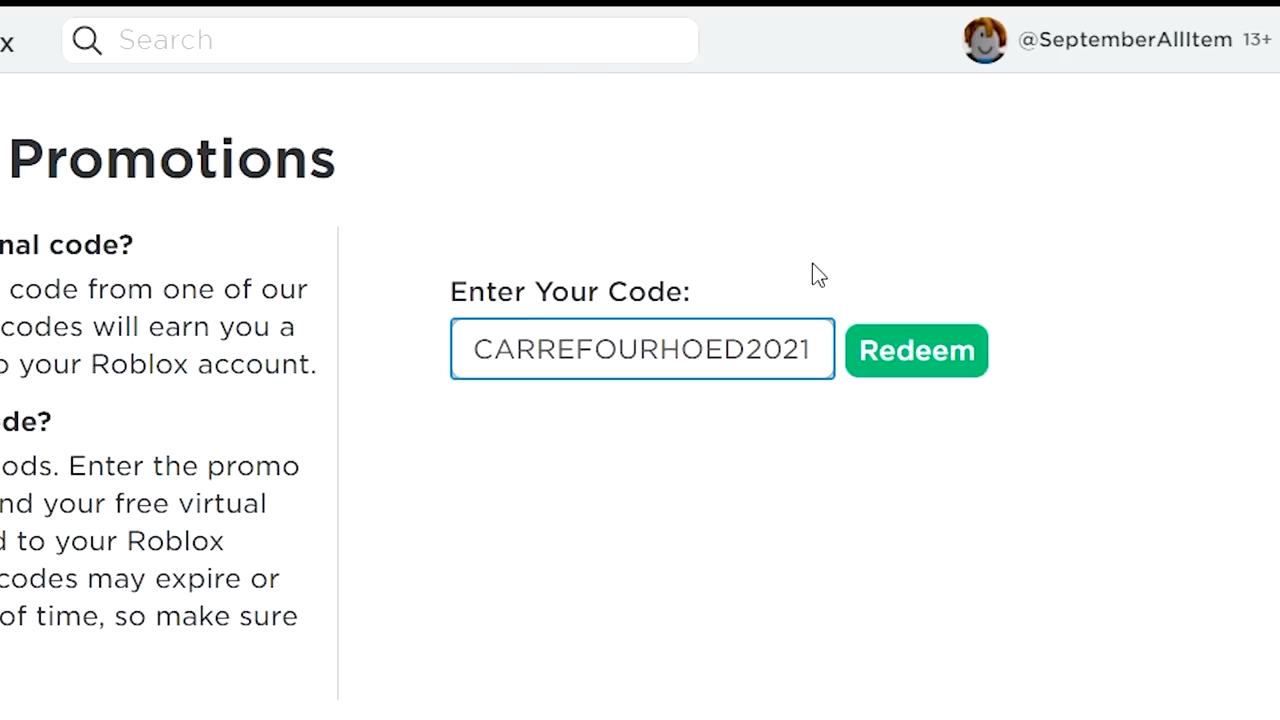 x
Search
@SeptemberAllItem 13+
Promotions
nal code?
code from one of our
codes will earn you a
o your Roblox account.
de?
ods. Enter the promo
nd your free virtual
d to your Roblox
codes may expire or
of time, so make sure
Enter Your Code:
CARREFOURHOED2021
Redeem